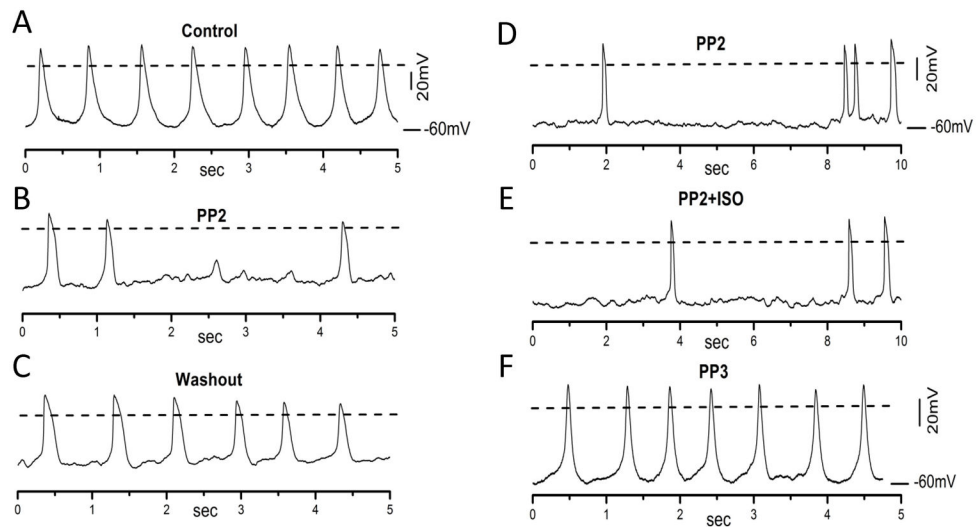 A
Control
20mV
-60mV
0 1 2 3 4 5
sec
B
PP2
0 1 2 3 4 5
sec
C
Washout
0 1 2 3 4 5
sec
D
PP2
20mV
-60mV
0 2 4 6 8 10
sec
E
PP2+ISO
0 2 4 6 8 10
sec
F
PP3
20mV
-60mV
0 1 2 3 4 5
sec